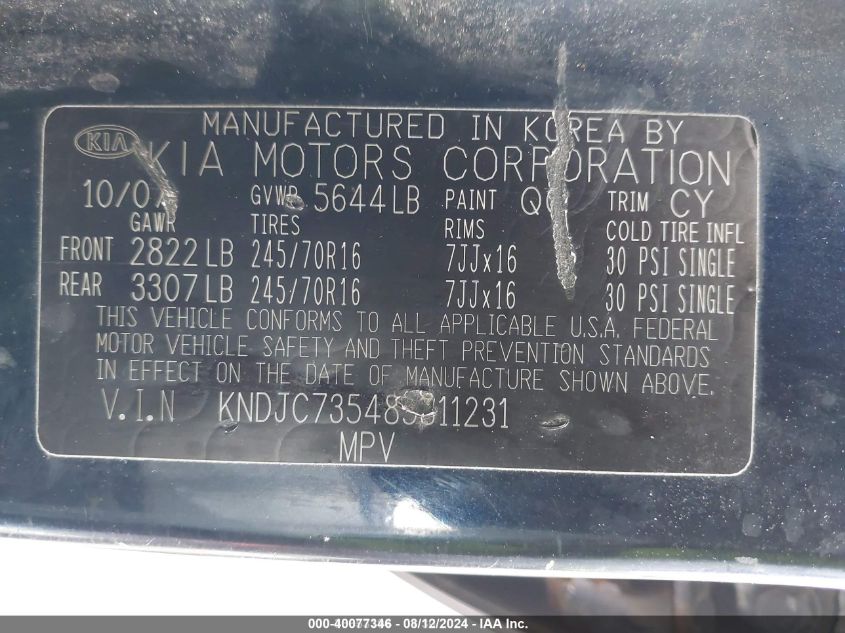 MANUFACTURED IN KOREA BY
KIA KIA MOTORS CORPORATION
GVWR 5644LB PAINT TRIM CY
GAWR TIRES RIMS COLD TIRE INFL
FRONT 2822LB 245/70R16 7JJx16 30 PSI SINGLE
REAR 3307LB 245/70R16 7JJx16 30 PSI SINGLE
THIS VEHICLE CONFORMS TO ALL APPLICABLE U.S.A. FEDERAL
MOTOR VEHICLE SAFETY AND THEFT PREVENTION STANDARDS
IN EFFECT ON THE DATE OF MANUFACTURE SHOWN ABOVE.
V.I.N
MPV
000-40077346 - 08/12/2024 - IAA Inc.